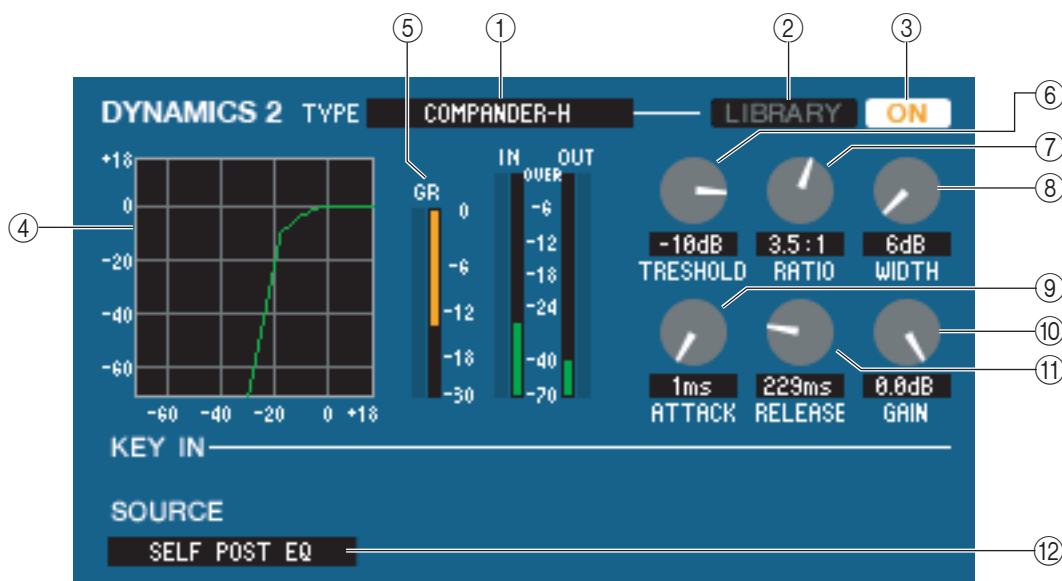 ⑤ ① ② ③
DYNAMICS 2 TYPE COMPANDER-H LIBRARY ON
⑥
⑦
⑧
④
⑨
⑩
⑪
⑫
+18
0
-20
-40
-60
-60 -40 -20 0 +18
GR
0
-6
-12
-18
-30
IN OUT
OVER
-6
-12
-18
-24
-40
-70
-10dB 3.5:1 6dB
TRESHOLD RATIO WIDTH
1ms 229ms 0.0dB
ATTACK RELEASE GAIN
KEY IN
SOURCE
SELF POST EQ